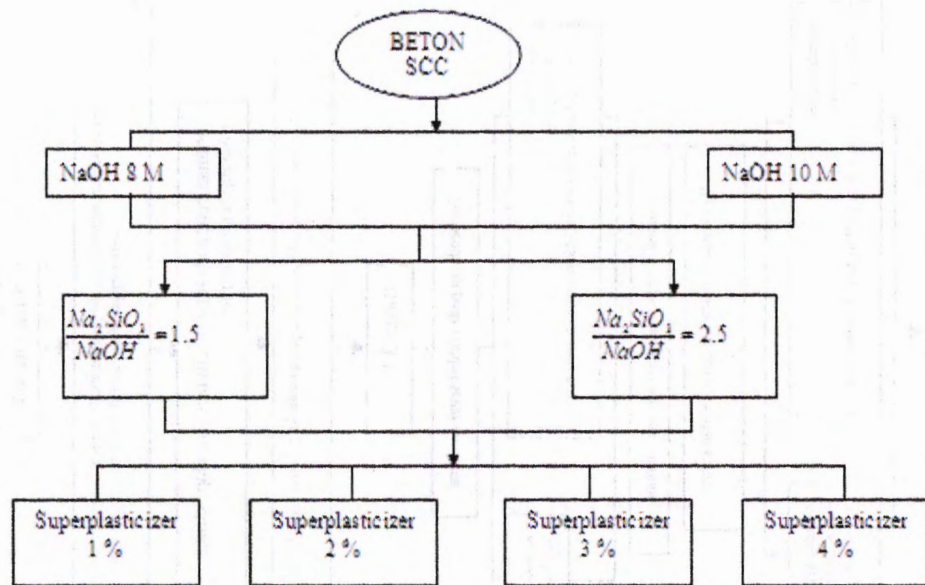 BETON
SCC
NaOH 8 M
NaOH 10 M
Na₂SiO₃
NaOH
= 1.5
Na₂SiO₃
NaOH
= 2.5
Superplasticizer
1 %
Superplasticizer
2 %
Superplasticizer
3 %
Superplasticizer
4 %